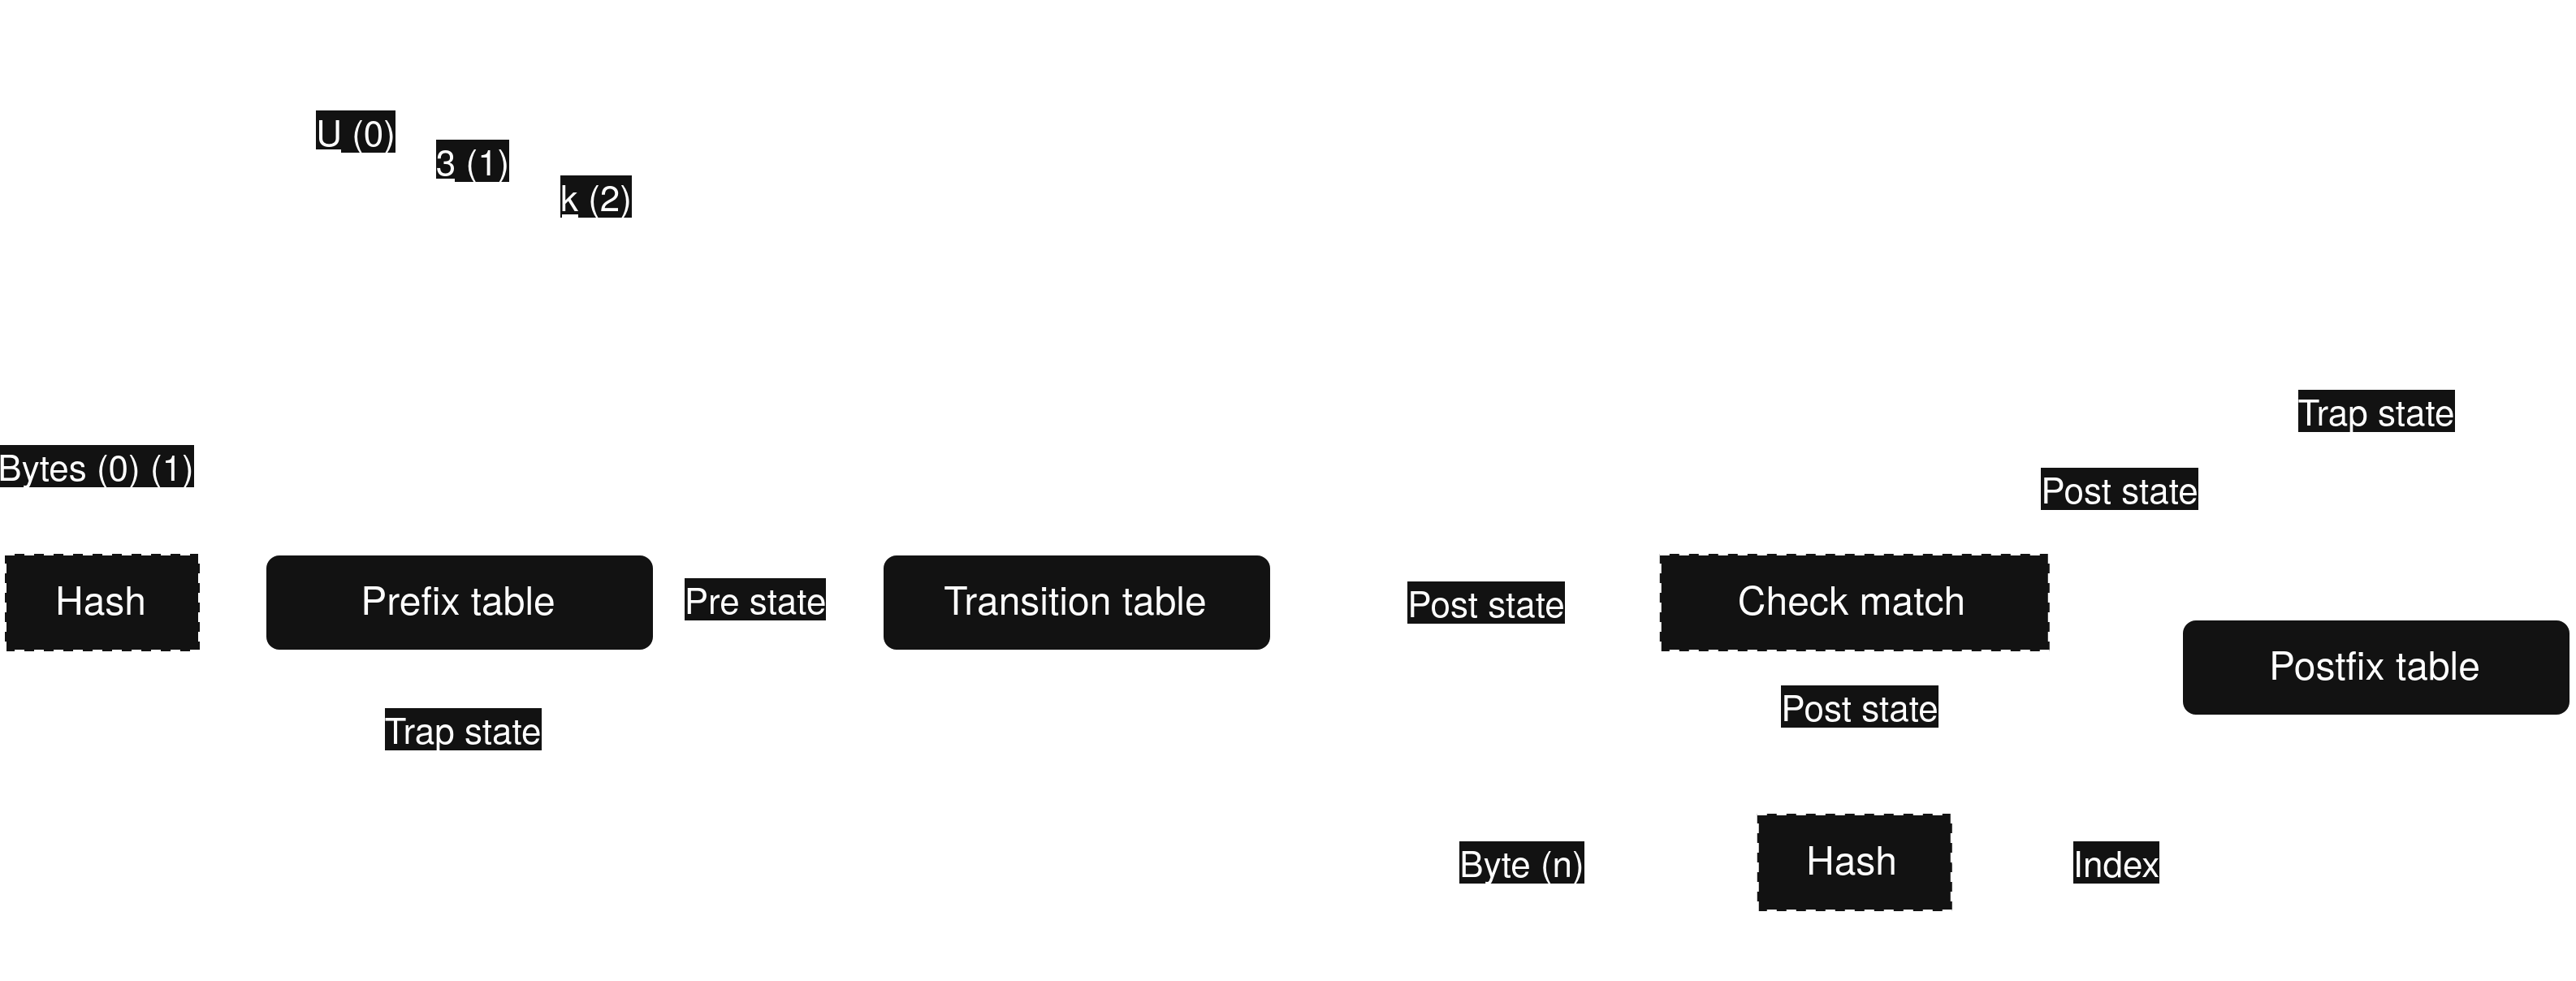 U (0)
3 (1)
k (2)
Trap state
Bytes (0) (1)
Post state
Hash
Prefix table
Pre state
Transition table
Post state
Check match
Postfix table
Trap state
Post state
Byte (n)
Hash
Index